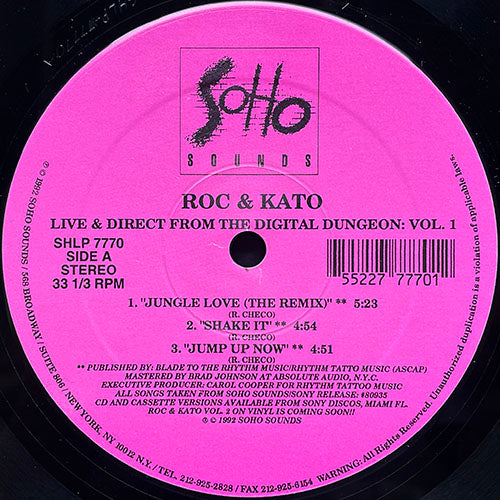 SoHo
SOUNDS
ROC & KATO
LIVE & DIRECT FROM THE DIGITAL DUNGEON: VOL. 1
SHLP 7770
SIDE A
STEREO
33 1/3 RPM
55227 77701
1. "JUNGLE LOVE (THE REMIX)" ** 5:23
(R. CHECO)
2. "SHAKE IT" ** 4:54
(R. CHECO)
3. "JUMP UP NOW" ** 4:51
(R. CHECO)
** PUBLISHED BY: BLADE TO THE RHYTHM MUSIC/RHYTHM TATTO MUSIC (ASCAP)
MASTERED BY BRAD JOHNSON AT ABSOLUTE AUDIO, N.Y.C.
EXECUTIVE PRODUCER: CAROL COOPER FOR RHYTHM TATTOO MUSIC
ALL SONGS TAKEN FROM SOHO SOUNDS/SONY RELEASE: #80935
CD AND CASSETTE VERSIONS AVAILABLE FROM SONY DISCOS, MIAMI FL.
ROC & KATO VOL. 2 ON VINYL IS COMING SOON!!
℗ © 1992 SOHO SOUNDS
℗ © 1992 SOHO SOUNDS / 568 BROADWAY / SUITE 806 / NEW YORK, NY 10012 N.Y. / TEL. 212-925-2828 / FAX 212-925-6154 WARNING: All Rights Reserved. Unauthorized duplication is a violation of applicable laws.